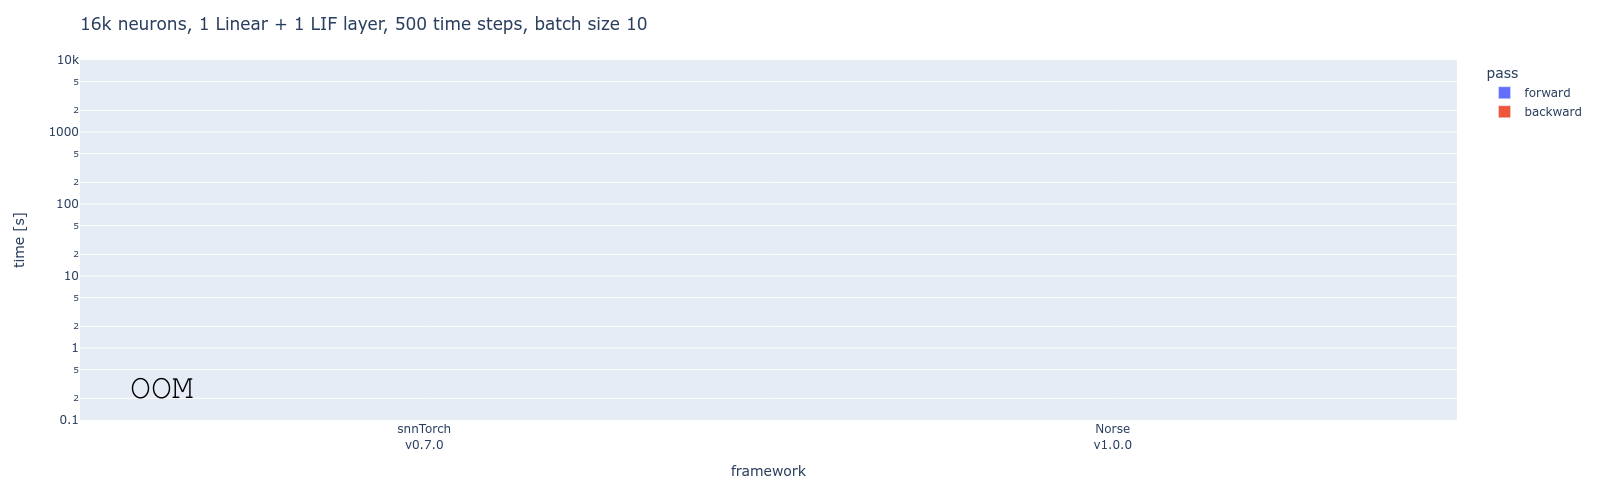 16k neurons, 1 Linear + 1 LIF layer, 500 time steps, batch size 10
10k
5
2
1000
5
2
100
5
2
10
5
2
1
5
2
0.1
time [s]
OOM
snnTorch
v0.7.0
Norse
v1.0.0
framework
pass
forward
backward